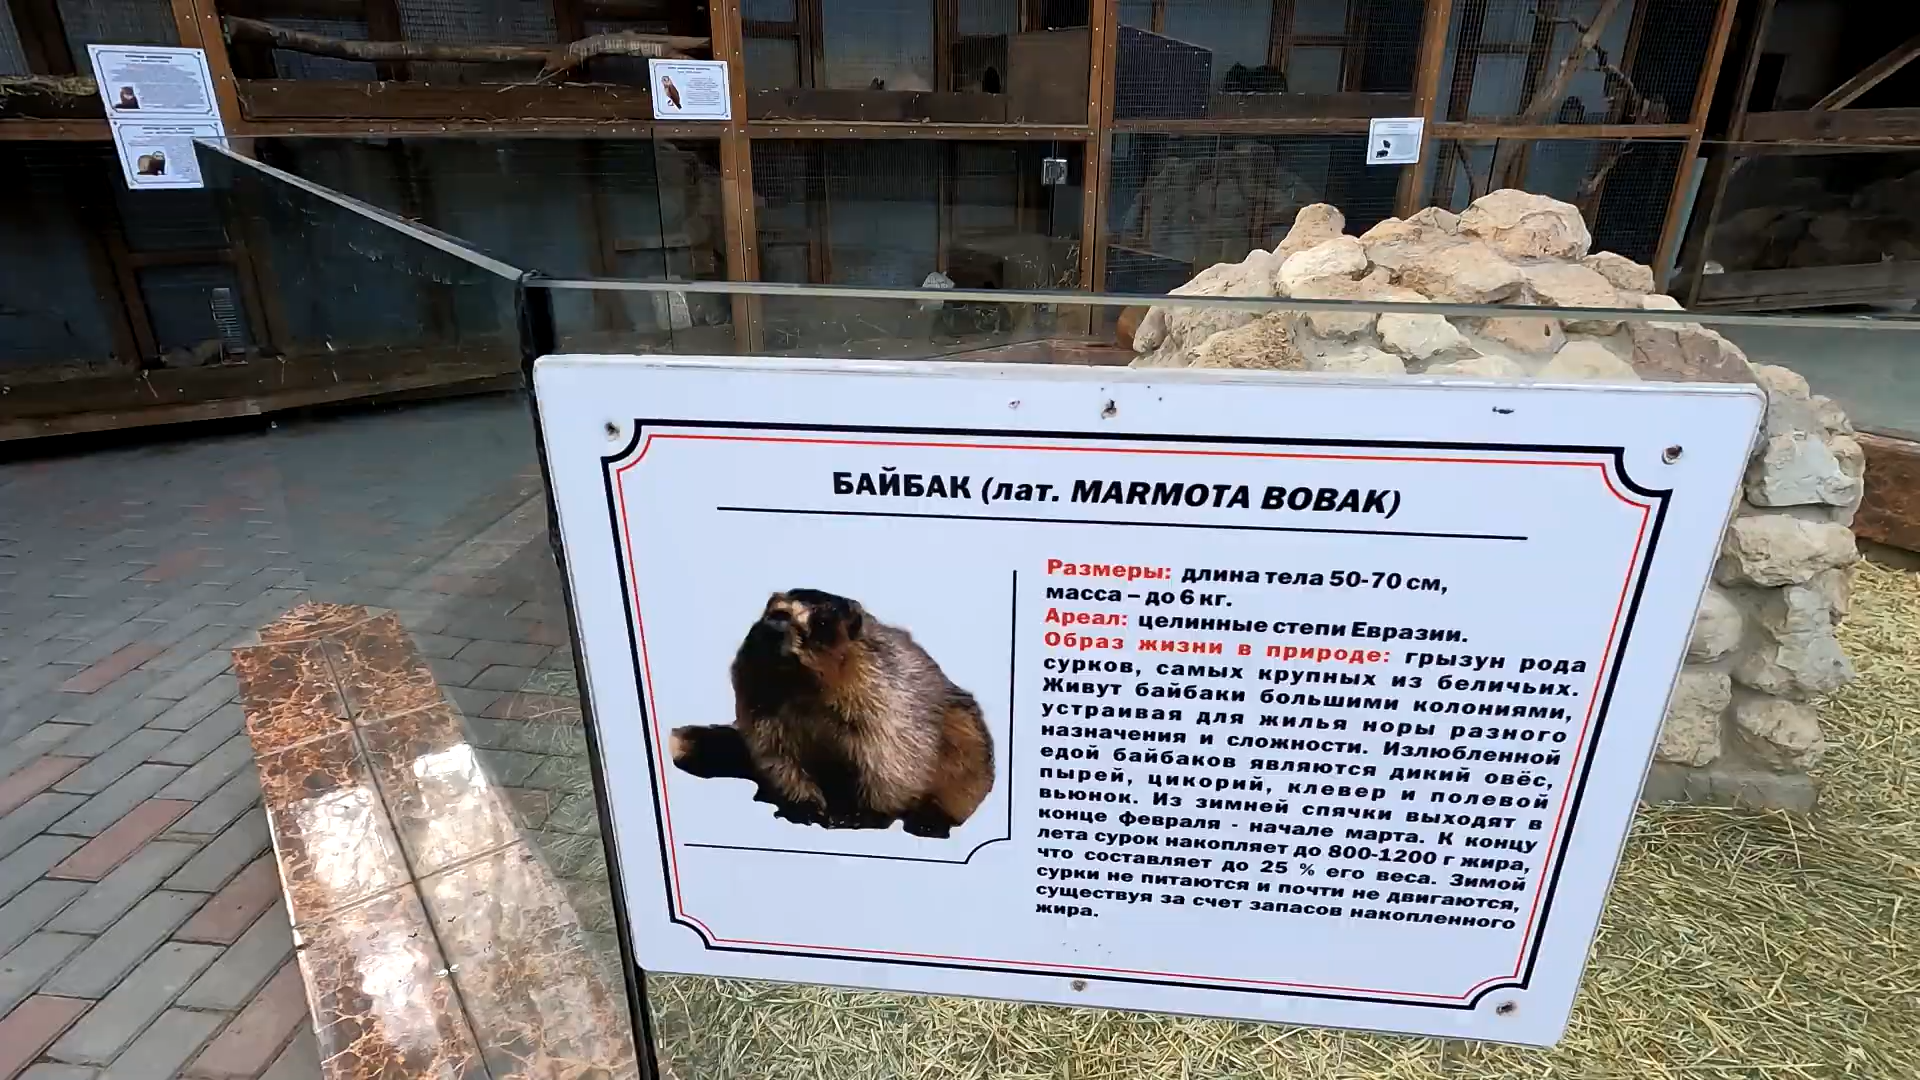 БАЙБАК (лат. MARMOTA BOBAK)
Размеры: длина тела 50-70 см,
масса – до 6 кг.
Ареал: целинные степи Евразии.
Образ жизни в природе: грызун рода
сурков, самых крупных из беличьих.
Живут байбаки большими колониями,
устраивая для жилья норы разного
назначения и сложности. Излюбленной
едой байбаков являются дикий овёс,
пырей, цикорий, клевер и полевой
вьюнок. Из зимней спячки выходят в
конце февраля - начале марта. К концу
лета сурок накопляет до 800-1200 г жира,
что составляет до 25 % его веса. Зимой
сурки не питаются и почти не двигаются,
существуя за счет запасов накопленного
жира.